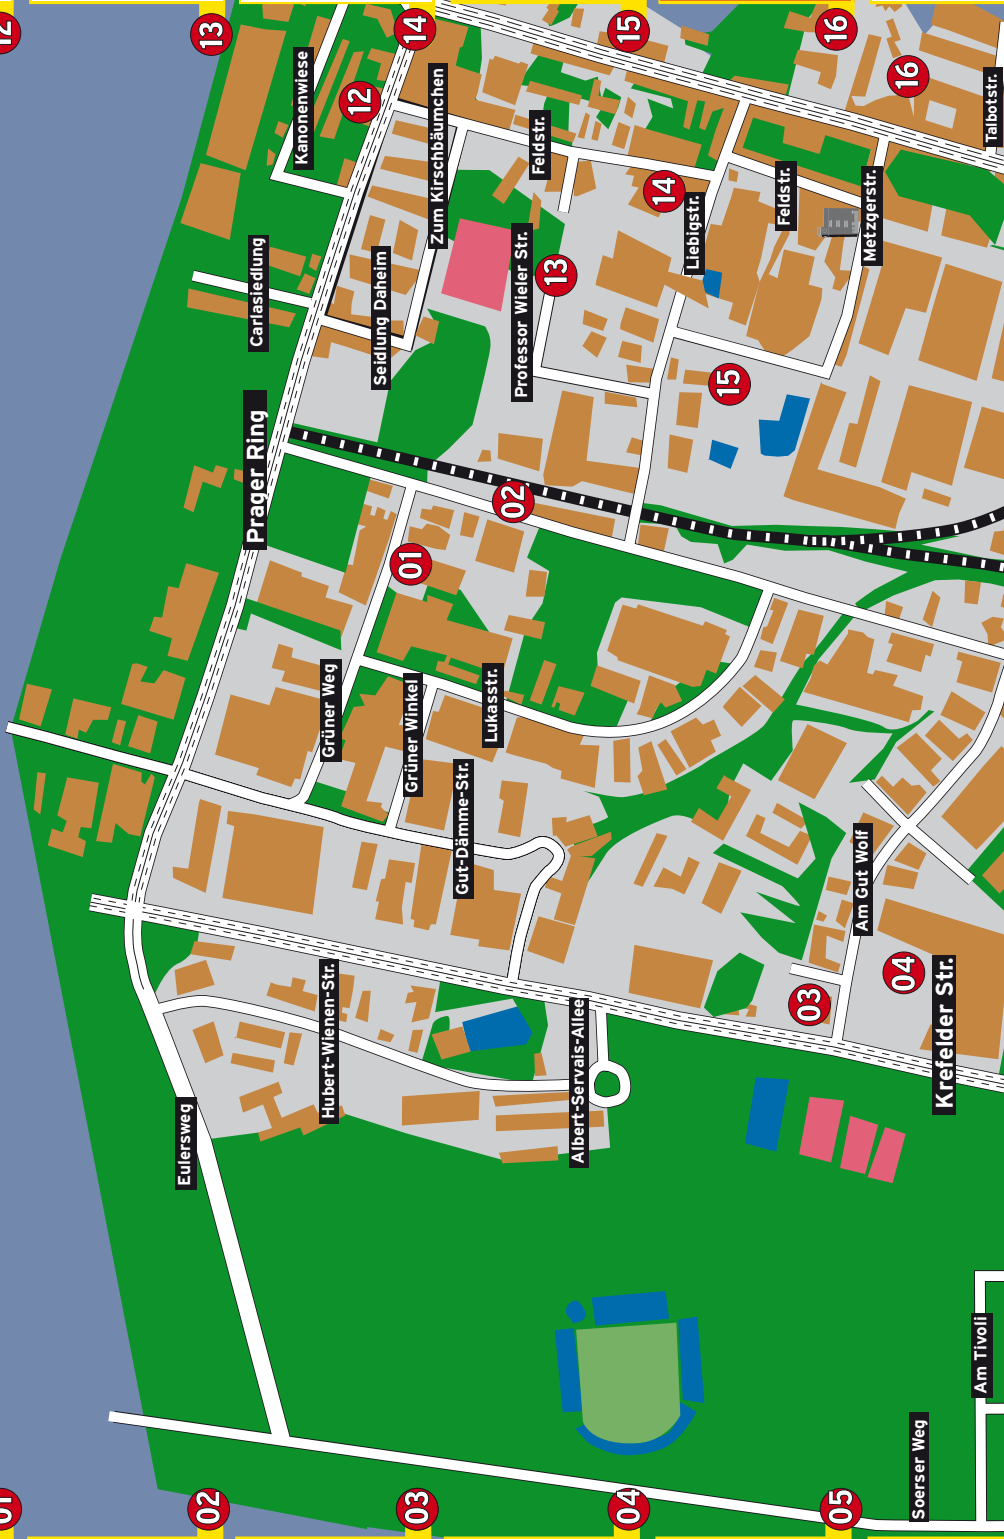 12
13
14
15
16
Kanonenwiese
12
16
Talbotstr.
Zum Kirschbäumchen
Feldstr.
14
Feldstr.
Metzgerstr.
Liebigstr.
Carlasiedlung
Seidlung Daheim
Professor Wieler Str.
13
15
Prager Ring
02
01
Grüner Weg
Grüner Winkel
Lukasstr.
Gut-Dämme-Str.
Am Gut Wolf
Hubert-Wienen-Str.
Albert-Servais-Allee
03
04
Krefelder Str.
Eulersweg
Am Tivoli
Soerser Weg
01
02
03
04
05